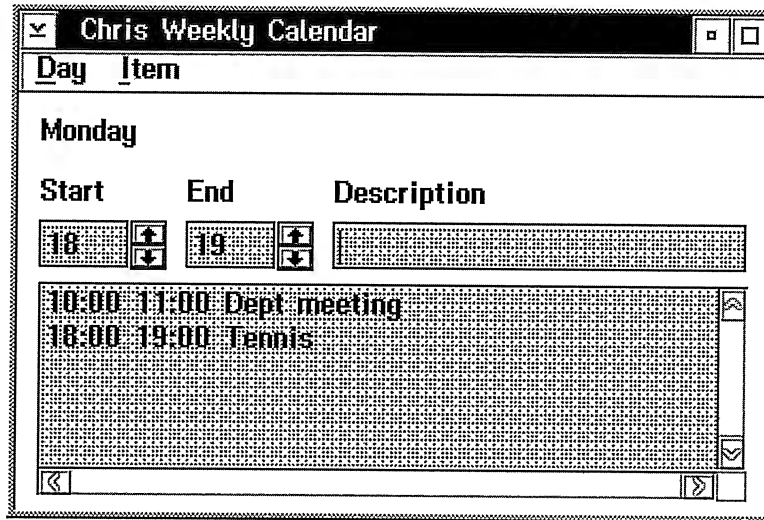 Chris Weekly Calendar
Day Item
Monday
Start End Description
18 19
10:00 11:00 Dept meeting
18:00 19:00 Tennis